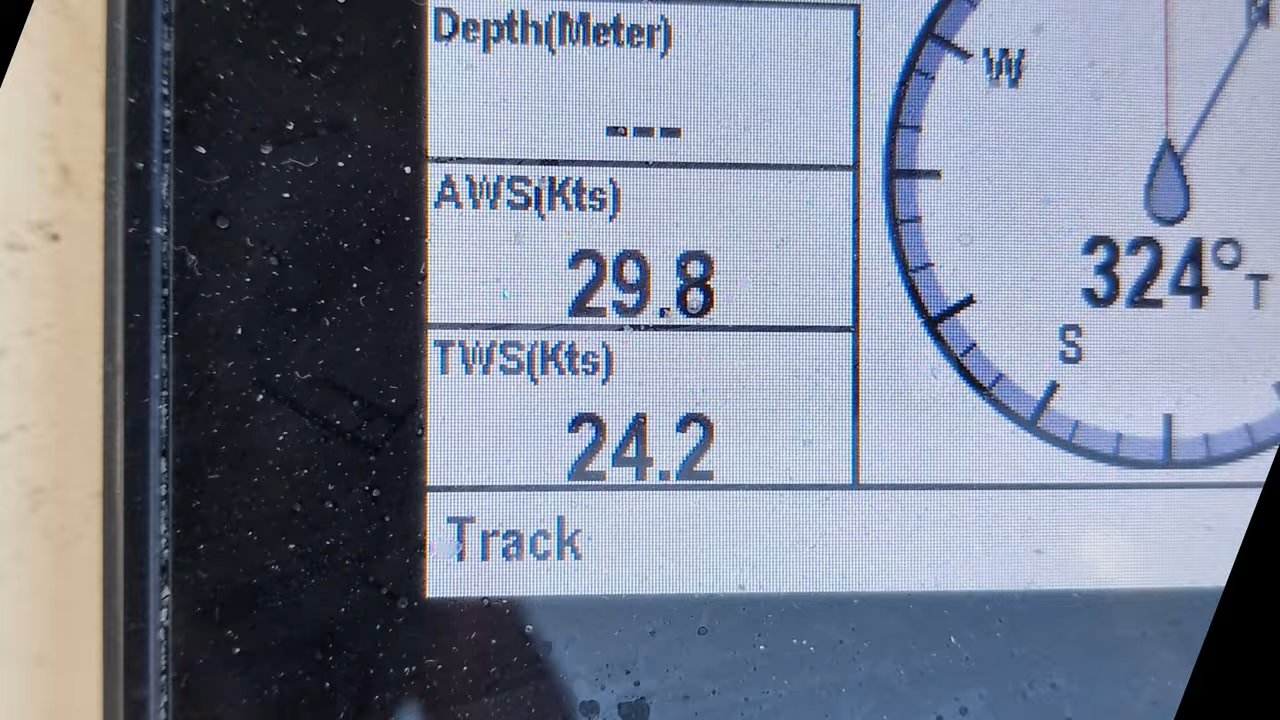 Depth(Meter)
---
AWS(Kts)
29.8
TWS(Kts)
24.2
Track
W
324°T
S